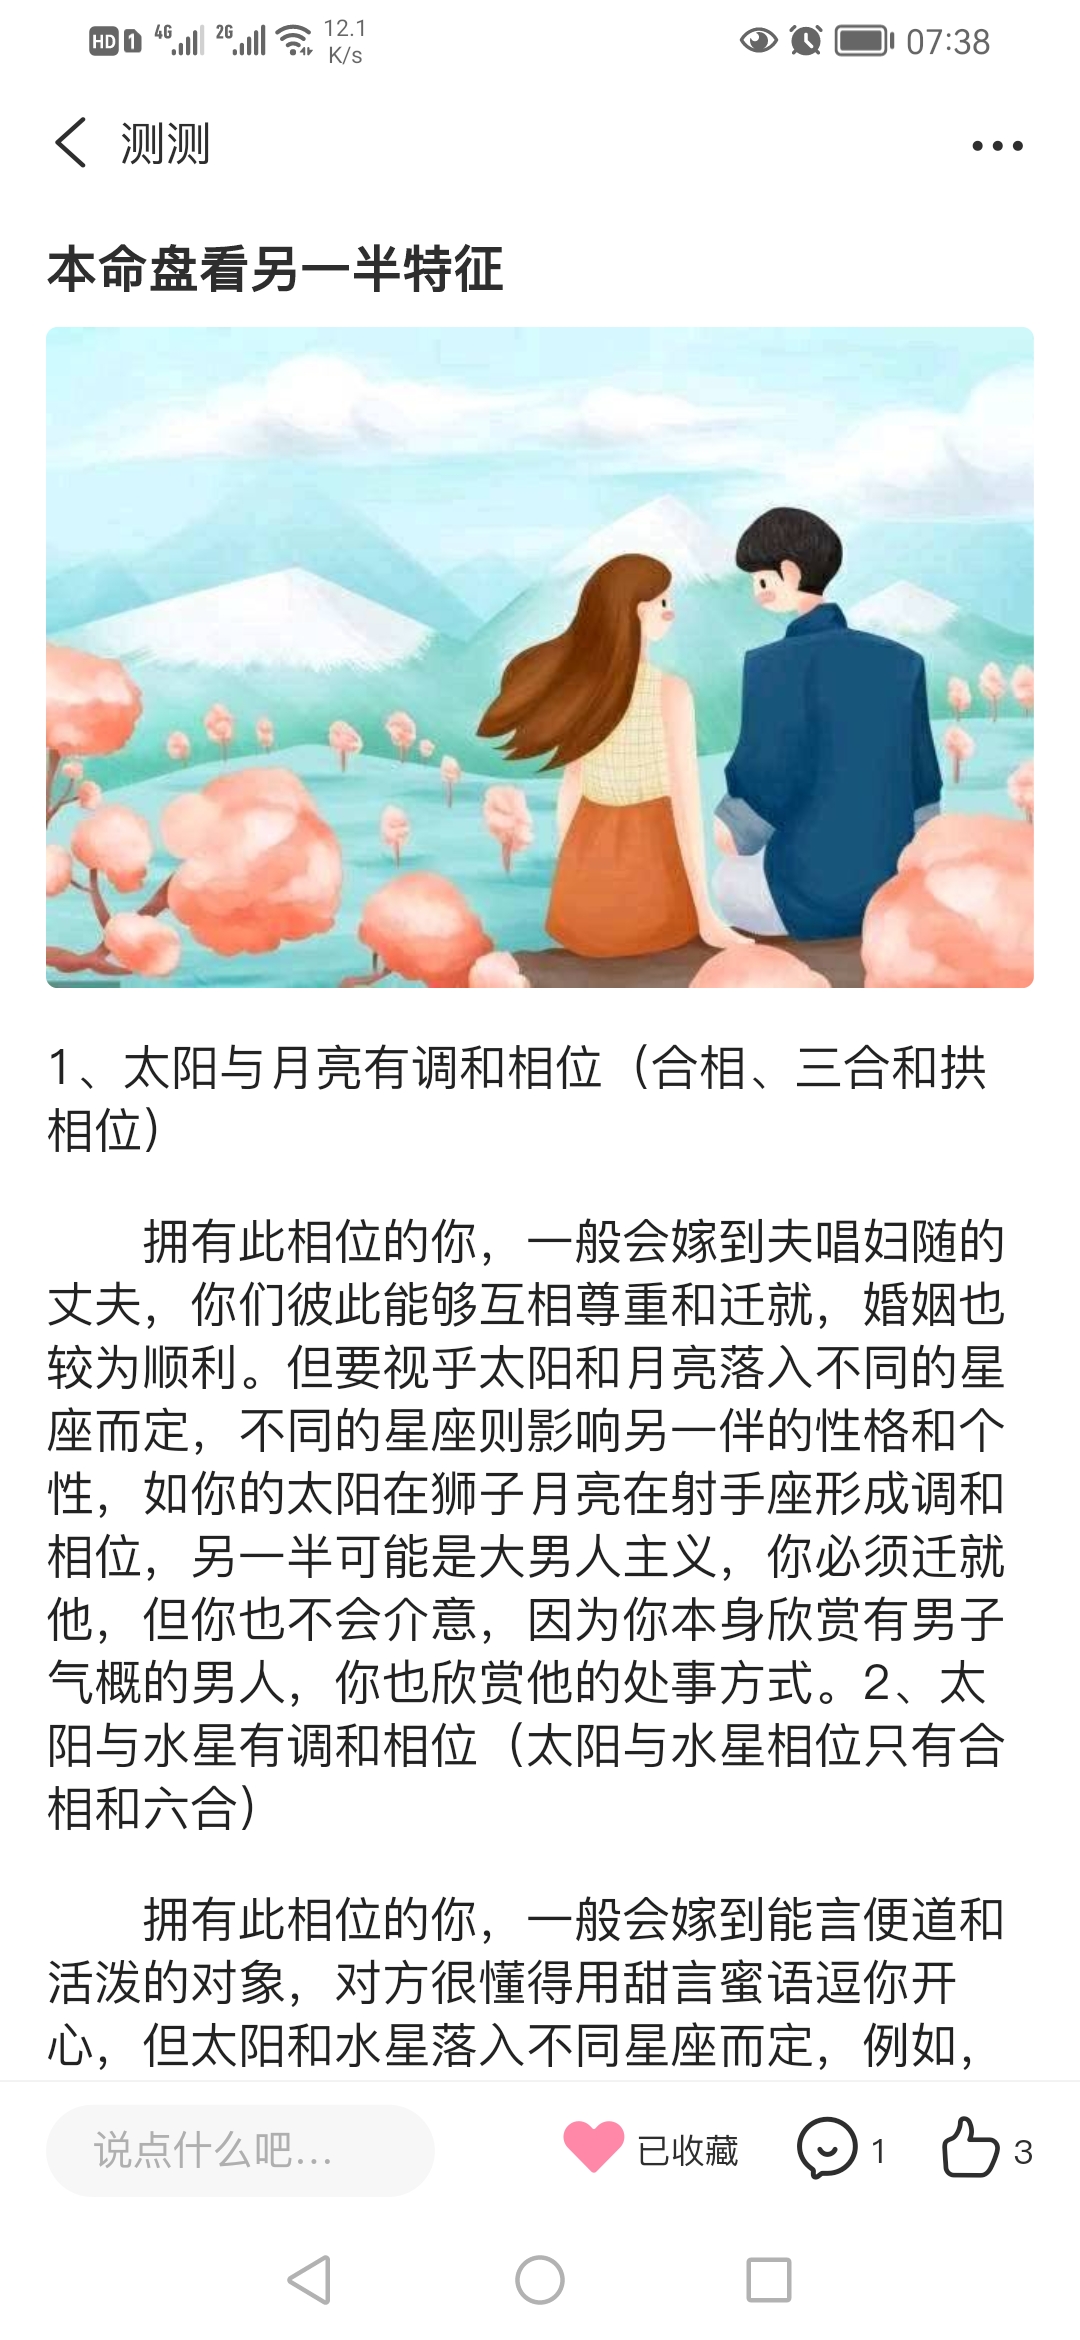 HD 1 4G 2G 12.1 K/s 07:38
测测
本命盘看另一半特征
1、太阳与月亮有调和相位（合相、三合和拱
相位）
拥有此相位的你，一般会嫁到夫唱妇随的
丈夫，你们彼此能够互相尊重和迁就，婚姻也
较为顺利。但要视乎太阳和月亮落入不同的星
座而定，不同的星座则影响另一伴的性格和个
性，如你的太阳在狮子月亮在射手座形成调和
相位，另一半可能是大男人主义，你必须迁就
他，但你也不会介意，因为你本身欣赏有男子
气概的男人，你也欣赏他的处事方式。2、太
阳与水星有调和相位（太阳与水星相位只有合
相和六合）
拥有此相位的你，一般会嫁到能言便道和
活泼的对象，对方很懂得用甜言蜜语逗你开
心，但太阳和水星落入不同星座而定，例如，
说点什么吧... 已收藏 1 3